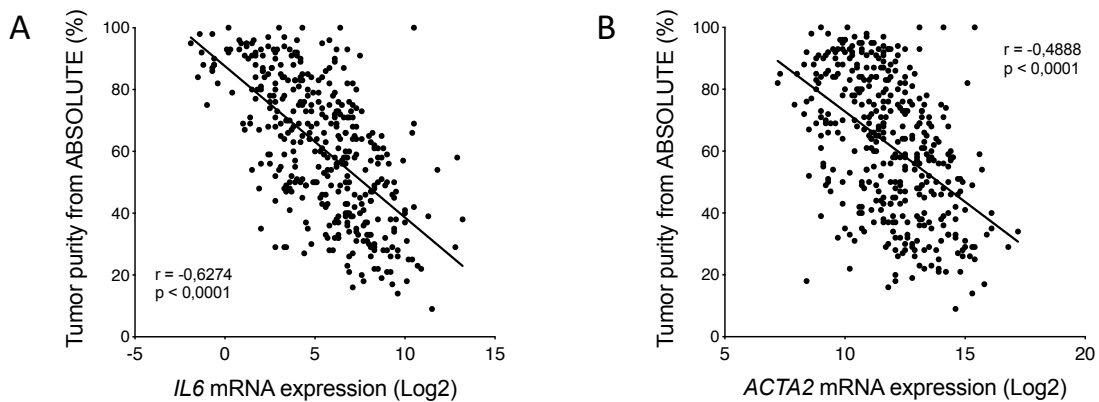 A
Tumor purity from ABSOLUTE (%)
100
80
60
40
20
0
r = -0,6274
p < 0,0001
-5
0
5
10
15
IL6 mRNA expression (Log2)
B
Tumor purity from ABSOLUTE (%)
100
80
60
40
20
0
r = -0,4888
p < 0,0001
5
10
15
20
ACTA2 mRNA expression (Log2)